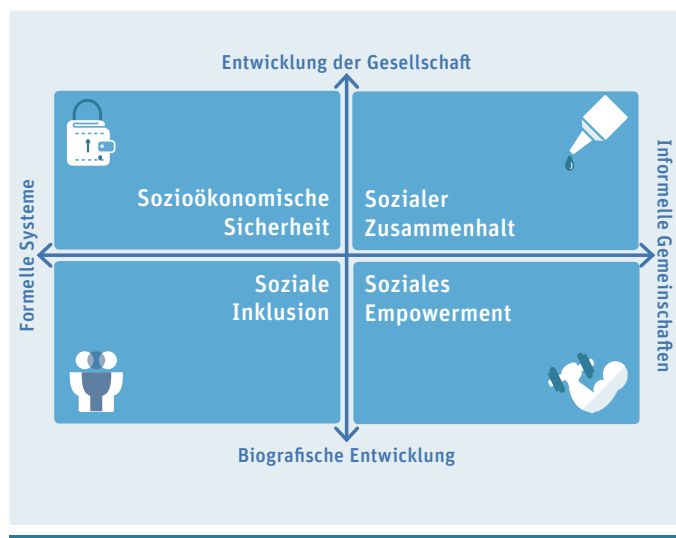 Entwicklung der Gesellschaft
Formelle Systeme
Sozioökonomische
Sicherheit
Sozialer
Zusammenhalt
Informelle Gemeinschaften
Soziale
Inklusion
Soziales
Empowerment
Biografische Entwicklung